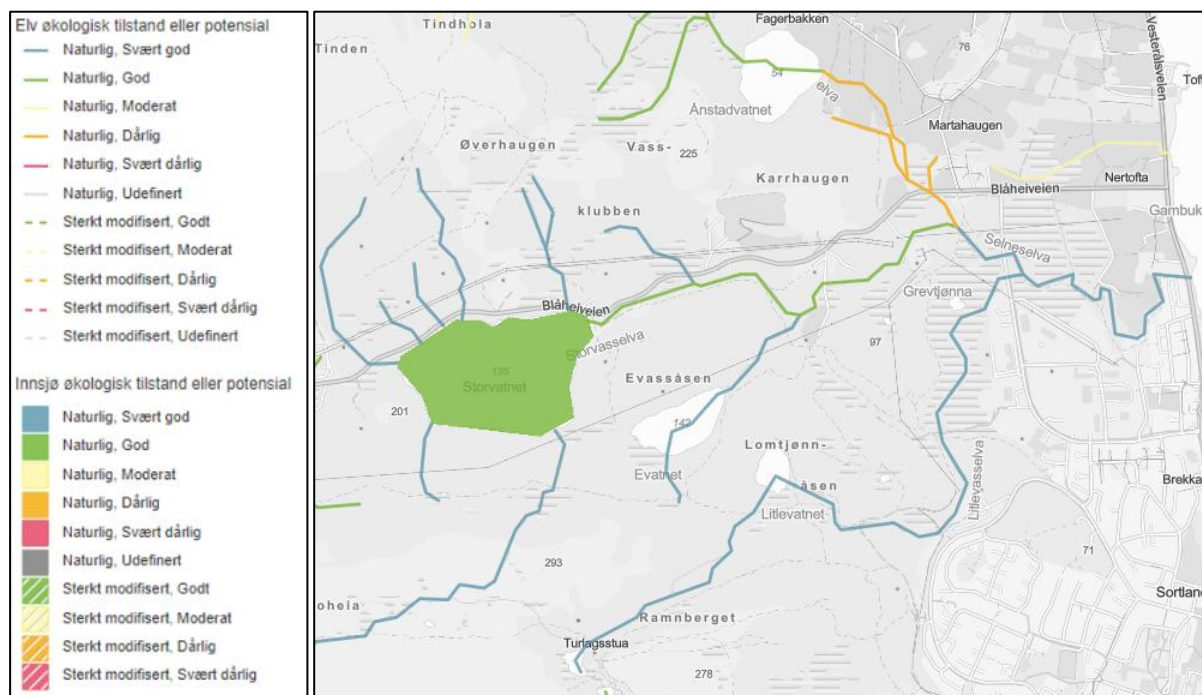 Elv økologisk tilstand eller potensial
Naturlig, Svært god
Naturlig, God
Naturlig, Moderat
Naturlig, Dårlig
Naturlig, Svært dårlig
Naturlig, Udefinert
Sterkt modifisert, Godt
Sterkt modifisert, Moderat
Sterkt modifisert, Dårlig
Sterkt modifisert, Svært dårlig
Sterkt modifisert, Udefinert
Innsjø økologisk tilstand eller potensial
Naturlig, Svært god
Naturlig, God
Naturlig, Moderat
Naturlig, Dårlig
Naturlig, Svært dårlig
Naturlig, Udefinert
Sterkt modifisert, Godt
Sterkt modifisert, Moderat
Sterkt modifisert, Dårlig
Sterkt modifisert, Svært dårlig
Tindhola
Fagerbakken
Tinden
76
Vesterålsveien
54
elva
Ånstadvatnet
Martahaugen
Øverhaugen
Vass-
225
Karrhaugen
Blåheiveien
Nertofta
klubben
Selneselva
Grevtjønna
Blåheiveien
Storvasselva
97
Storvatnet
Evassåsen
201
142
Lomtjønn-
åsen
Evatnet
Litlevatnet
Litlevasselva
Brekka
71
293
Sortland
oheia
Ramnberget
Turlagsstua
278